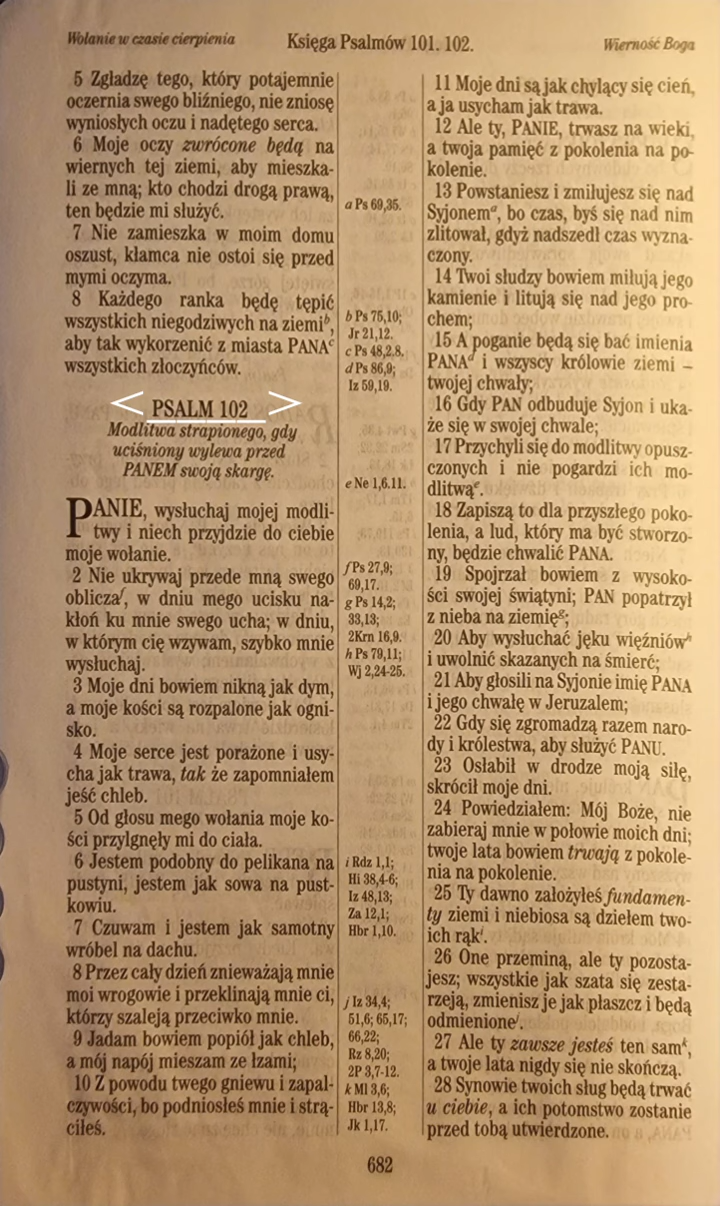 Wołanie w czasie cierpienia
Księga Psalmów 101. 102.
Wierność Boga
5 Zgładzę tego, który potajemnie
oczernia swego bliźniego, nie zniosę
wyniosłych oczu i nadętego serca.
6 Moje oczy zwrócone będą na
wiernych tej ziemi, aby mieszka-
li ze mną; kto chodzi drogą prawą,
ten będzie mi służyć.
7 Nie zamieszka w moim domu
oszust, kłamca nie ostoi się przed
mymi oczyma.
8 Każdego ranka będę tępić
wszystkich niegodziwych na ziemib,
aby tak wykorzenić z miasta PANAc
wszystkich złoczyńców.
< PSALM 102 >
Modlitwa strapionego, gdy
uciśniony wylewa przed
PANEM swoją skargę.
PANIE, wysłuchaj mojej modli-
twy i niech przyjdzie do ciebie
moje wołanie.
2 Nie ukrywaj przede mną swego
obliczaf, w dniu mego ucisku na-
kłoń ku mnie swego ucha; w dniu,
w którym cię wzywam, szybko mnie
wysłuchaj.
3 Moje dni bowiem nikną jak dym,
a moje kości są rozpalone jak ogni-
sko.
4 Moje serce jest porażone i usy-
cha jak trawa, tak że zapomniałem
jeść chleb.
5 Od głosu mego wołania moje ko-
ści przylgnęły mi do ciała.
6 Jestem podobny do pelikana na
pustyni, jestem jak sowa na pust-
kowiu.
7 Czuwam i jestem jak samotny
wróbel na dachu.
8 Przez cały dzień znieważają mnie
moi wrogowie i przeklinają mnie ci,
którzy szaleją przeciwko mnie.
9 Jadam bowiem popiół jak chleb,
a mój napój mieszam ze łzami;
10 Z powodu twego gniewu i zapal-
czywości, bo podniosłeś mnie i strą-
ciłeś.
a Ps 69,35.
b Ps 75,10;
Jr 21,12.
c Ps 48,2.8.
d Ps 86,9;
Iz 59,19.
e Ne 1,6.11.
f Ps 27,9;
69,17.
g Ps 14,2;
33,13;
2Krn 16,9.
h Ps 79,11;
Wj 2,24-25.
i Rdz 1,1;
Hi 38,4-6;
Iz 48,13;
Za 12,1;
Hbr 1,10.
j Iz 34,4;
51,6; 65,17;
66,22;
Rz 8,20;
2P 3,7-12.
k Ml 3,6;
Hbr 13,8;
Jk 1,17.
11 Moje dni są jak chylący się cień,
a ja usycham jak trawa.
12 Ale ty, PANIE, trwasz na wieki,
a twoja pamięć z pokolenia na po-
kolenie.
13 Powstaniesz i zmiłujesz się nad
Syjonema, bo czas, byś się nad nim
zlitował, gdyż nadszedł czas wyzna-
czony.
14 Twoi słudzy bowiem miłują jego
kamienie i litują się nad jego pro-
chem;
15 A poganie będą się bać imienia
PANAd i wszyscy królowie ziemi –
twojej chwały;
16 Gdy PAN odbuduje Syjon i uka-
że się w swojej chwale;
17 Przychyli się do modlitwy opusz-
czonych i nie pogardzi ich mo-
dlitwąe.
18 Zapiszą to dla przyszłego poko-
lenia, a lud, który ma być stworzo-
ny, będzie chwalić PANA.
19 Spojrzał bowiem z wysoko-
ści swojej świątyni; PAN popatrzył
z nieba na ziemięg;
20 Aby wysłuchać jęku więźniówh
i uwolnić skazanych na śmierć;
21 Aby głosili na Syjonie imię PANA
i jego chwałę w Jeruzalem;
22 Gdy się zgromadzą razem naro-
dy i królestwa, aby służyć PANU.
23 Osłabił w drodze moją siłę,
skrócił moje dni.
24 Powiedziałem: Mój Boże, nie
zabieraj mnie w połowie moich dni;
twoje lata bowiem trwają z pokole-
nia na pokolenie.
25 Ty dawno założyłeś fundamen-
ty ziemi i niebiosa są dziełem two-
ich rąki.
26 One przeminą, ale ty pozosta-
jesz; wszystkie jak szata się zesta-
rzeją, zmienisz je jak płaszcz i będą
odmienionej.
27 Ale ty zawsze jesteś ten samk,
a twoje lata nigdy się nie skończą.
28 Synowie twoich sług będą trwać
u ciebie, a ich potomstwo zostanie
przed tobą utwierdzone.
682